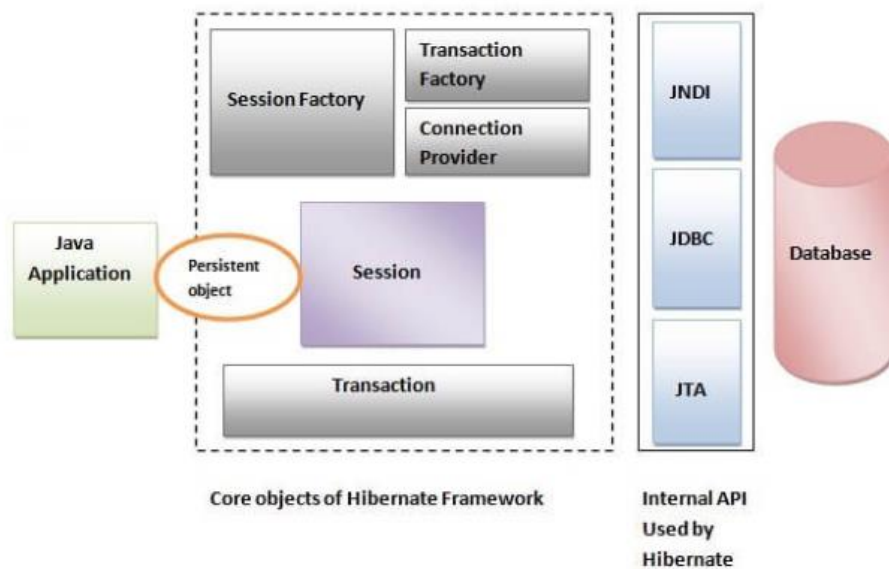 Session Factory
Transaction
Factory
Connection
Provider
JNDI
Java
Application
Persistent
object
Session
JDBC
Database
Transaction
JTA
Core objects of Hibernate Framework
Internal API
Used by
Hibernate